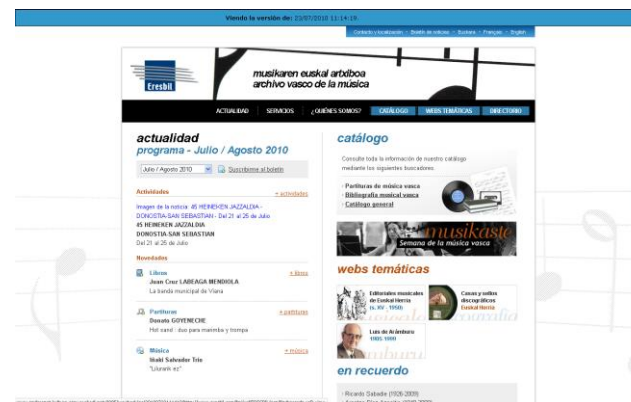 Viendo la versión de: 23/07/2010 11:14:19.
Contacto y localización - Boletín de noticias - Euskara - Français - English
Eresbil
musikaren euskal artxiboa
archivo vasco de la música
ACTUALIDAD
SERVICIOS
¿QUIÉNES SOMOS?
CATÁLOGO
WEBS TEMÁTICAS
DIRECTORIO
actualidad
programa - Julio / Agosto 2010
Julio / Agosto 2010
Suscribirme al boletín
Actividades
+ actividades
Imagen de la noticia: 45 HEINEKEN JAZZALDIA -
DONOSTIA-SAN SEBASTIAN - Del 21 al 25 de Julio
45 HEINEKEN JAZZALDIA
DONOSTIA-SAN SEBASTIAN
Del 21 al 25 de Julio
Novedades
Libros
+ libros
Juan Cruz LABEAGA MENDIOLA
La banda municipal de Viana
Partituras
+ partituras
Donato GOYENECHE
Hot sand : duo para marimba y trompa
Música
+ música
Iñaki Salvador Trio
"Lilurarik ez"
catálogo
Consulte toda la información de nuestro catálogo
mediante los siguientes buscadores:
- Partituras de música vasca
- Bibliografía musical vasca
- Catálogo general
musikaste
Semana de la música vasca
webs temáticas
Editoriales musicales
de Euskal Herria
(s. XV - 1950)
Casas y sellos
discográficos
Euskal Herria
Luis de Arámburu
1905-1999
en recuerdo
- Ricardo Sabadie (1926-2009)